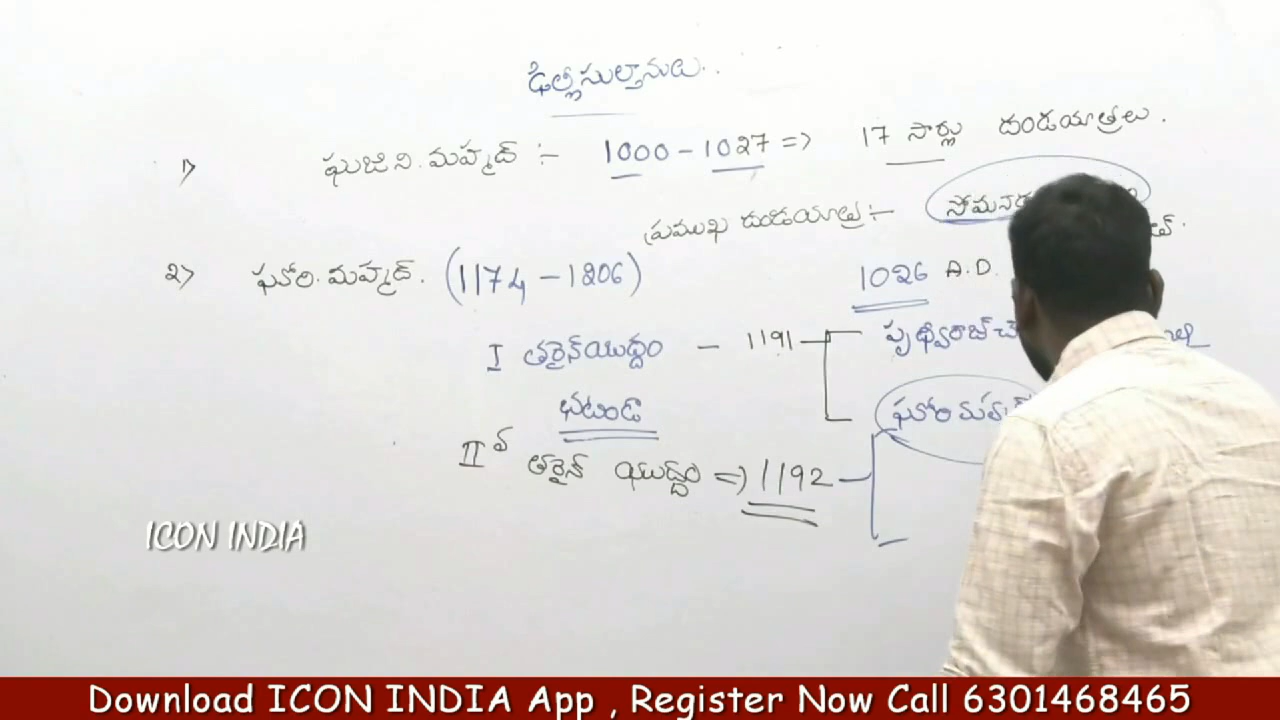 ఢిల్లీసుల్తానులు..
1) ఘజిని.మహ్మద్ :- 1000 - 1027 => 17 సార్లు దండయాత్రలు.
ప్రముఖ దండయాత్ర:-
2) ఘోరి.మహ్మద్. (1174 - 1206) 1026 A.D.
I తరైన్‌యుద్ధం - 1191
భటిండా ఘోరి
IIవ తరైన్ యుద్ధం => 1192
ICON INDIA
Download ICON INDIA App , Register Now Call 6301468465